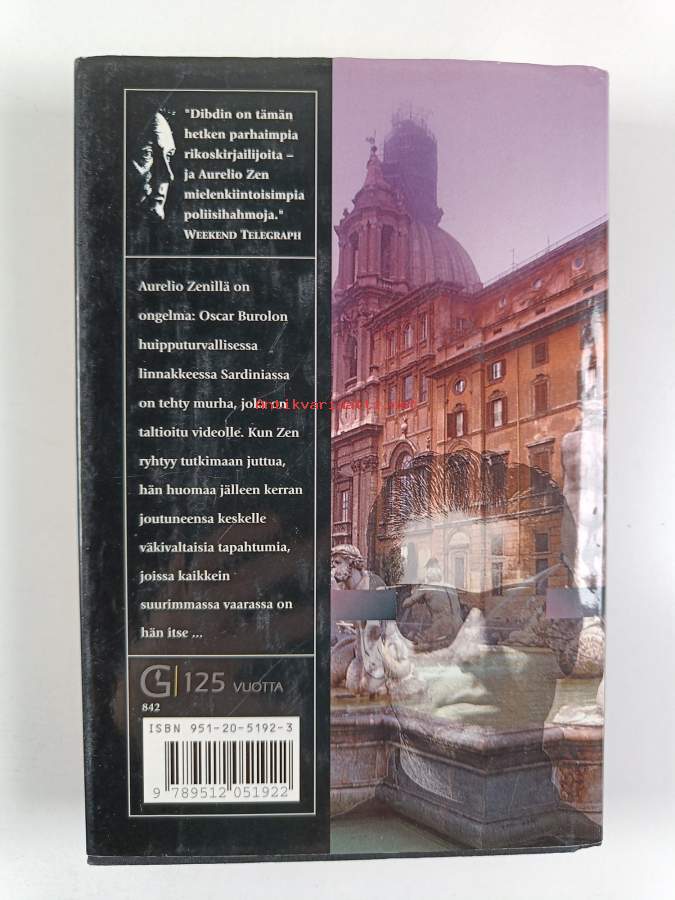 "Dibdin on tämän
hetken parhaimpia
rikoskirjailijoita –
ja Aurelio Zen
mielenkiintoisimpia
poliisihahmoja."
WEEKEND TELEGRAPH
Aurelio Zenillä on
ongelma: Oscar Burolon
huipputurvallisessa
linnakkeessa Sardiniassa
on tehty murha, joka on
taltioitu videolle. Kun Zen
ryhtyy tutkimaan juttua,
hän huomaa jälleen kerran
joutuneensa keskelle
väkivaltaisia tapahtumia,
joissa kaikkein
suurimmassa vaarassa on
hän itse ...
G 125 VUOTTA
842
ISBN 951-20-5192-3
9 789512 051922